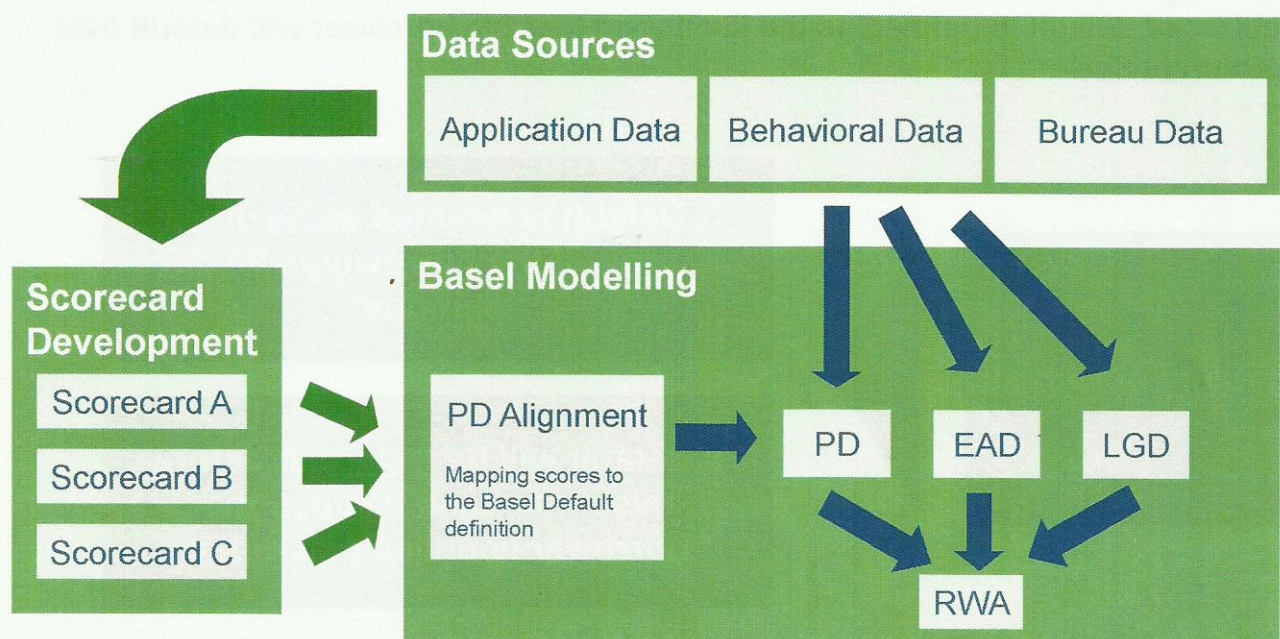 Data Sources
Application Data
Behavioral Data
Bureau Data
Scorecard
Development
Scorecard A
Scorecard B
Scorecard C
Basel Modelling
PD Alignment
Mapping scores to
the Basel Default
definition
PD
EAD
LGD
RWA